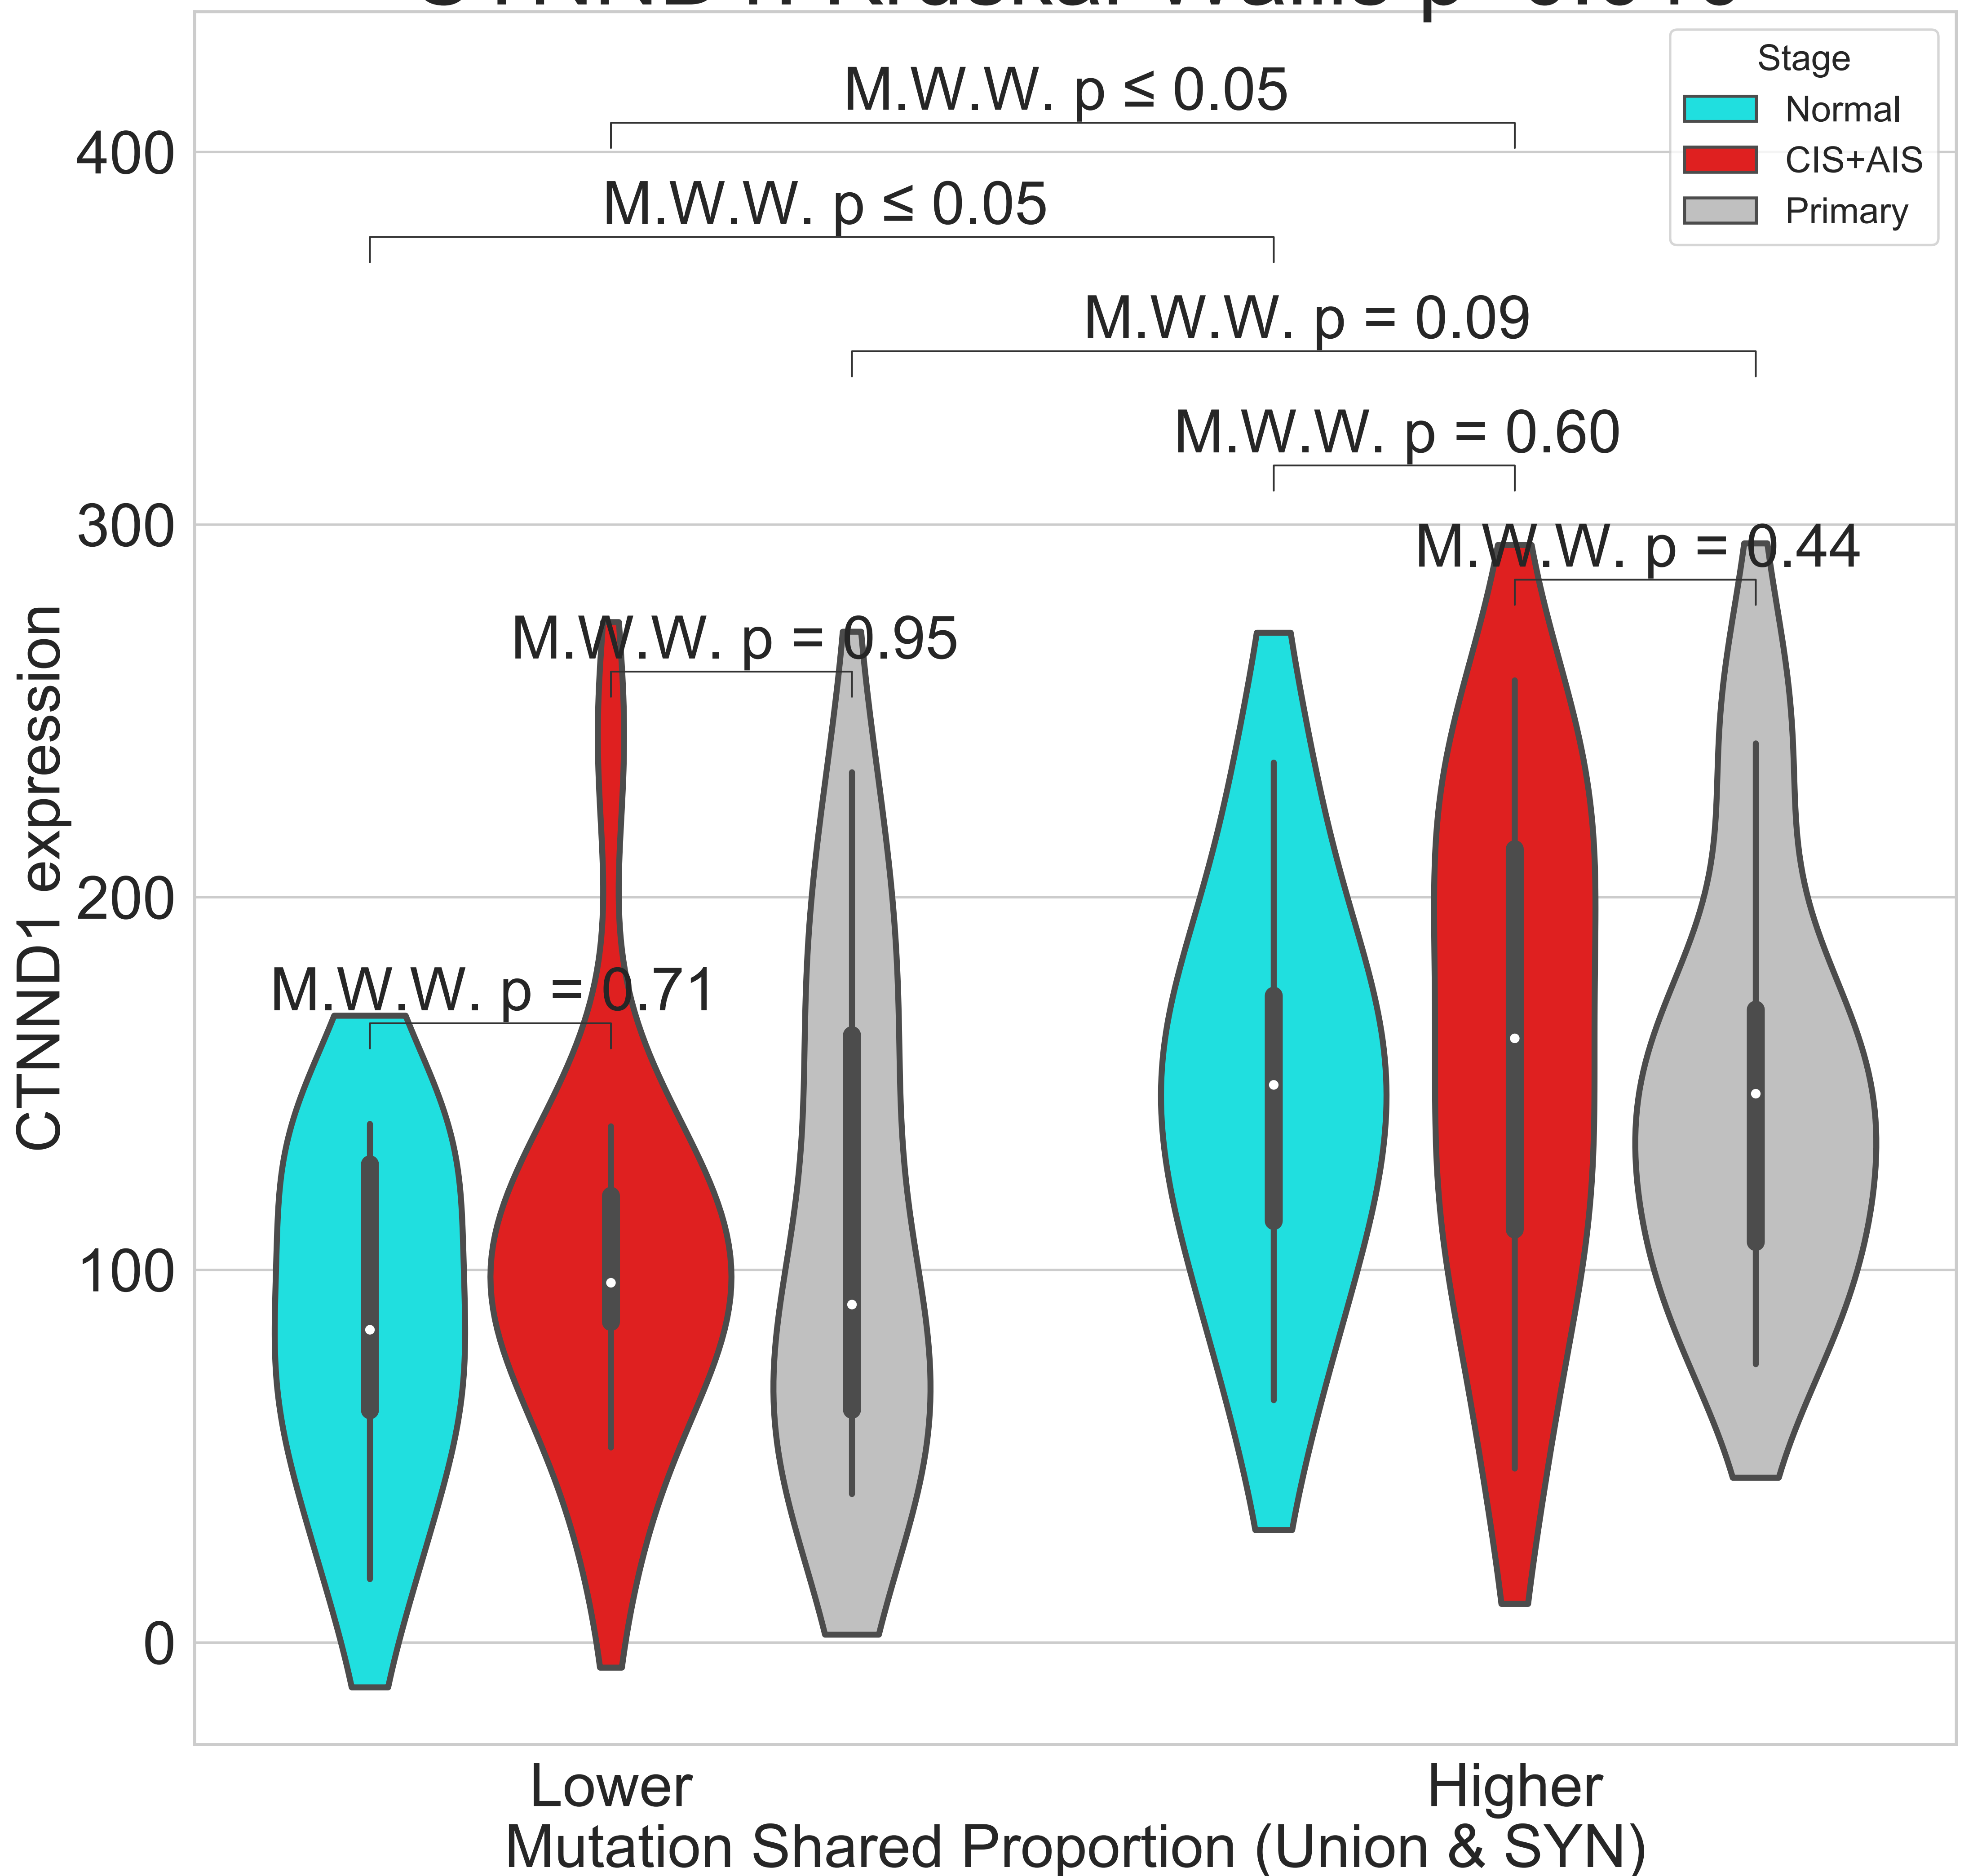 M.W.W. p ≤ 0.05
M.W.W. p ≤ 0.05
M.W.W. p = 0.09
M.W.W. p = 0.60
M.W.W. p = 0.44
M.W.W. p = 0.95
M.W.W. p = 0.71
Stage
Normal
CIS+AIS
Primary
CTNND1 expression
400
300
200
100
0
Lower
Higher
Mutation Shared Proportion (Union & SYN)